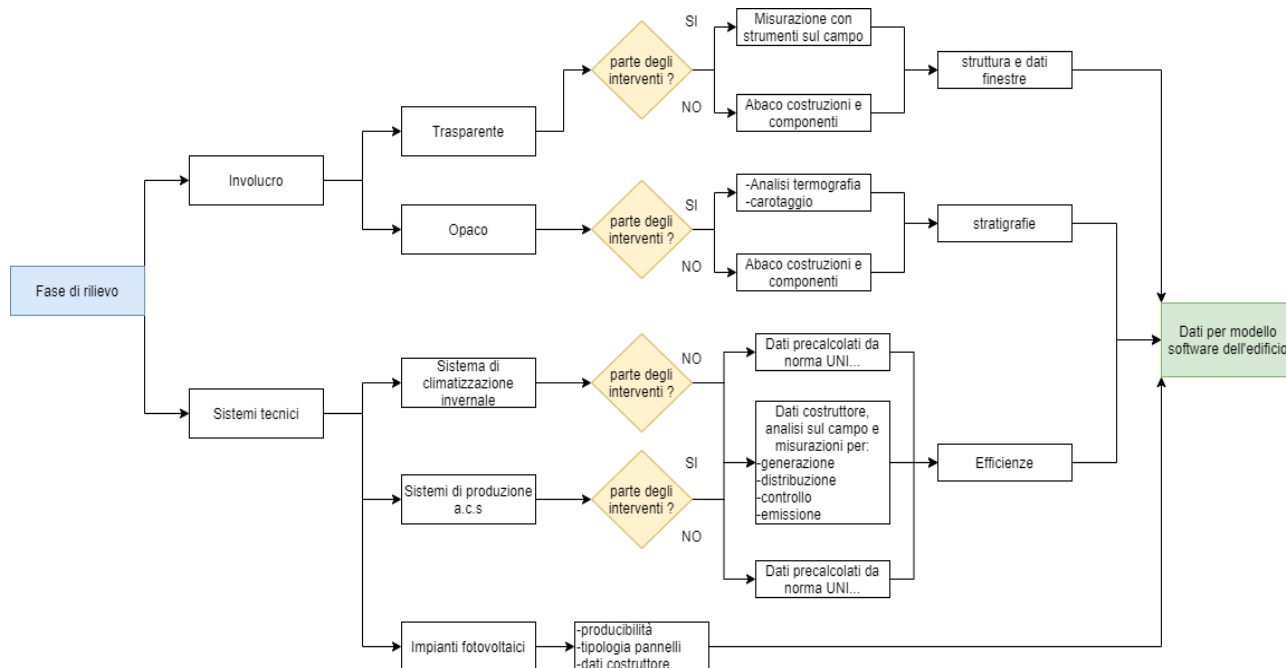 Fase di rilievo
Involucro
Trasparente
parte degli
interventi ?
SI
Misurazione con
strumenti sul campo
NO
Abaco costruzioni e
componenti
struttura e dati
finestre
Opaco
parte degli
interventi ?
SI
-Analisi termografia
-carotaggio
NO
Abaco costruzioni e
componenti
stratigrafie
Sistemi tecnici
Sistema di
climatizzazione
invernale
parte degli
interventi ?
NO
Dati precalcolati da
norma UNI...
SI
Dati costruttore,
analisi sul campo e
misurazioni per:
-generazione
-distribuzione
-controllo
-emissione
Efficienze
Sistemi di produzione
a.c.s
parte degli
interventi ?
NO
Dati precalcolati da
norma UNI...
Impianti fotovoltaici
-producibilità
-tipologia pannelli
-dati costruttore
Dati per modello
software dell'edificio